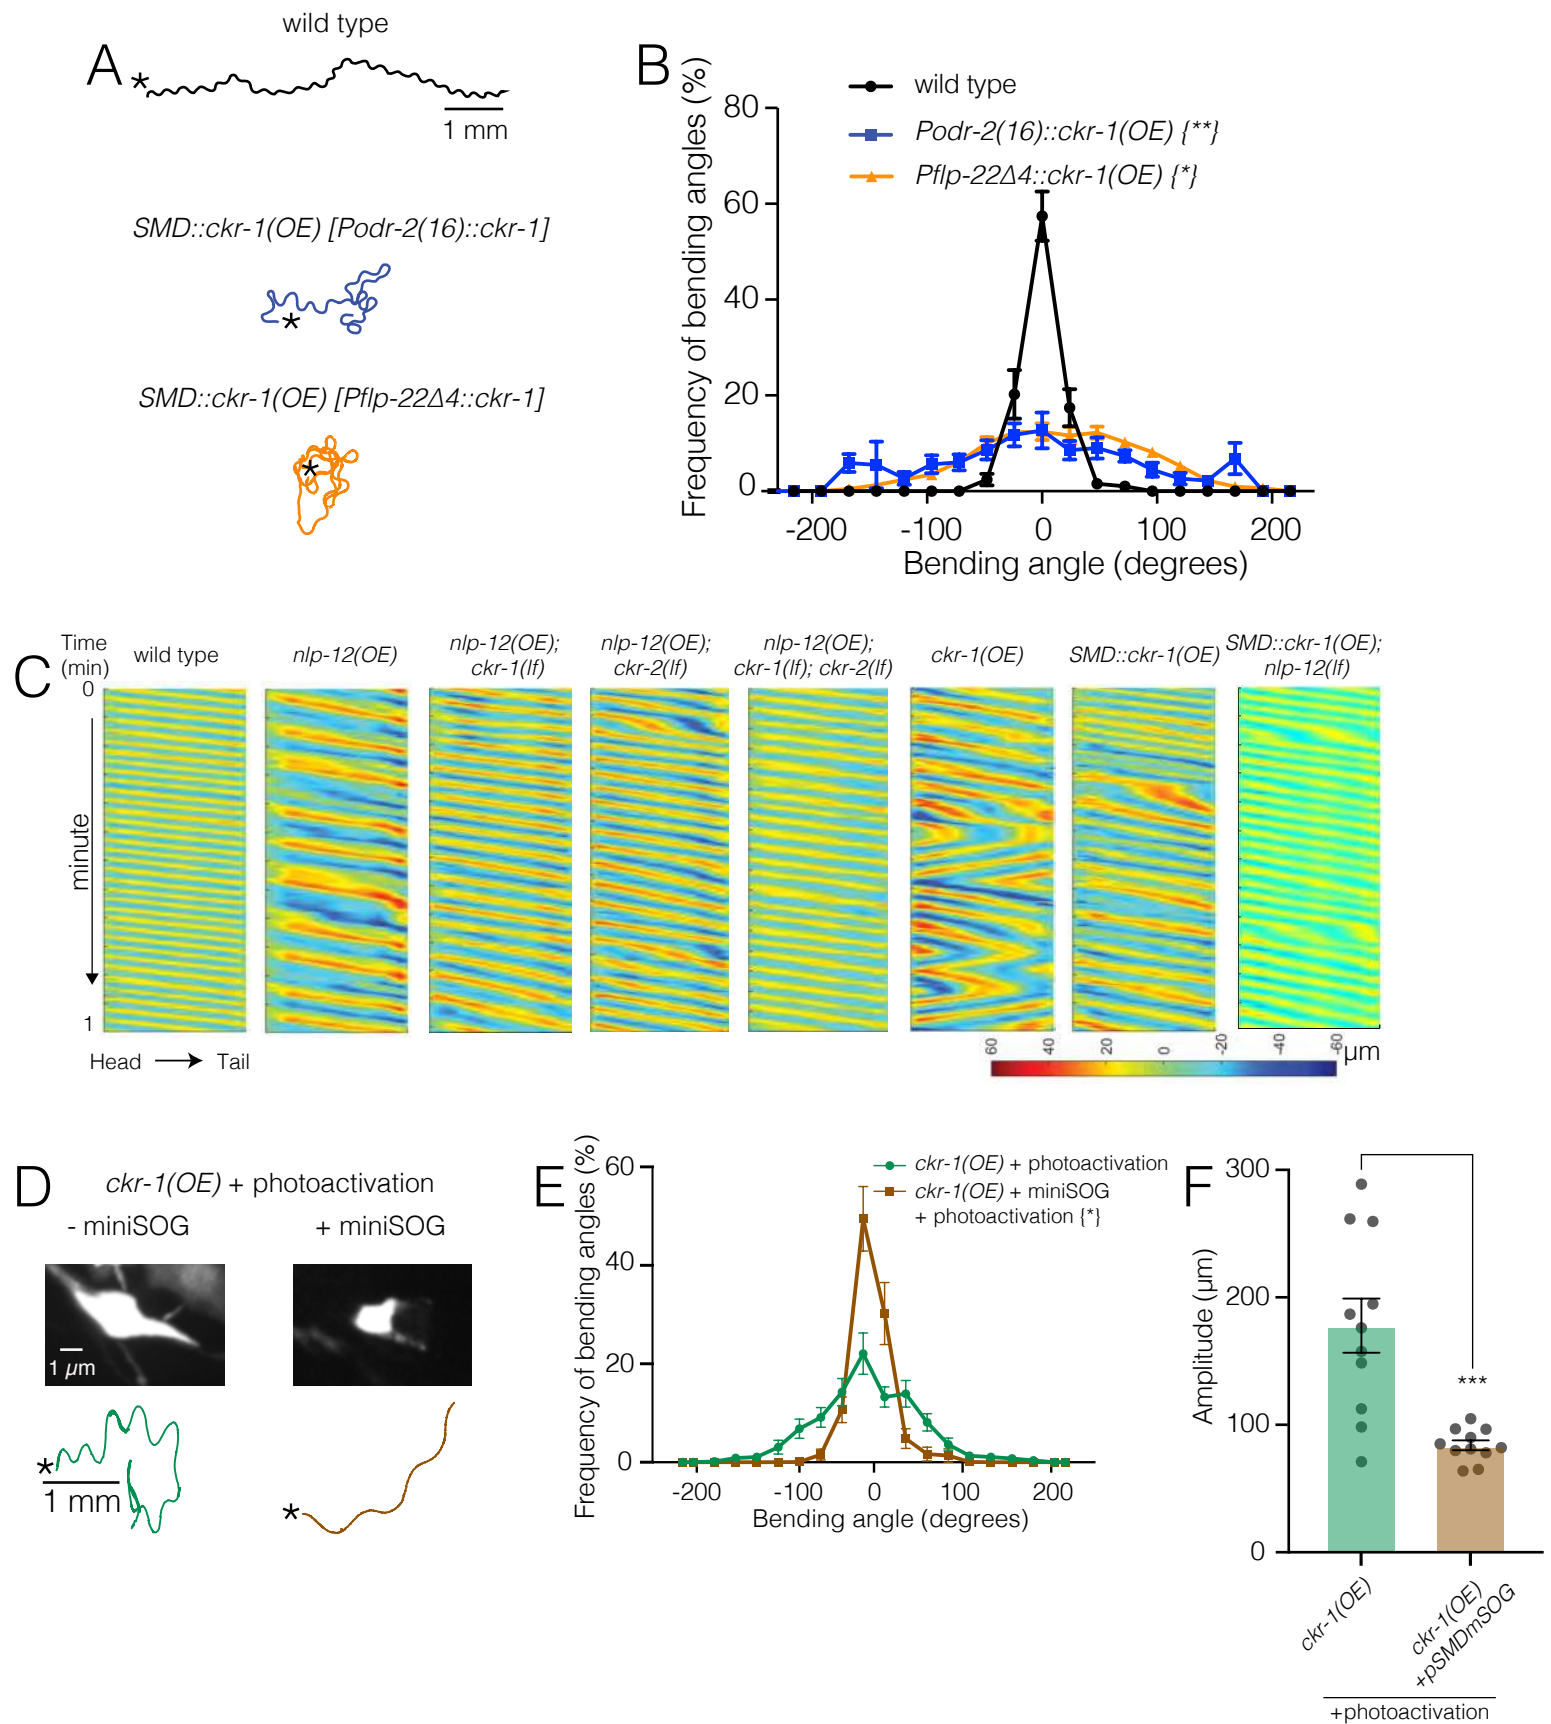 A
wild type
*
1 mm
SMD::ckr-1(OE) [Podr-2(16)::ckr-1]
*
SMD::ckr-1(OE) [Pflp-22Δ4::ckr-1]
*
B
wild type
Podr-2(16)::ckr-1(OE) {**}
Pflp-22Δ4::ckr-1(OE) {*}
Frequency of bending angles (%)
80
60
40
20
0
-200
-100
0
100
200
Bending angle (degrees)
C
Time
(min)
0
minute
1
wild type
nlp-12(OE)
nlp-12(OE);
ckr-1(lf)
nlp-12(OE);
ckr-2(lf)
nlp-12(OE);
ckr-1(lf); ckr-2(lf)
ckr-1(OE)
SMD::ckr-1(OE)
SMD::ckr-1(OE);
nlp-12(lf)
Head
Tail
60
40
20
0
-20
-40
-60
µm
D
ckr-1(OE) + photoactivation
- miniSOG
+ miniSOG
1 µm
*
1 mm
*
E
ckr-1(OE) + photoactivation
ckr-1(OE) + miniSOG
+ photoactivation {*}
Frequency of bending angles (%)
60
40
20
0
-200
-100
0
100
200
Bending angle (degrees)
F
Amplitude (µm)
300
200
100
0
***
ckr-1(OE)
ckr-1(OE)
+pSMDmSOG
+photoactivation